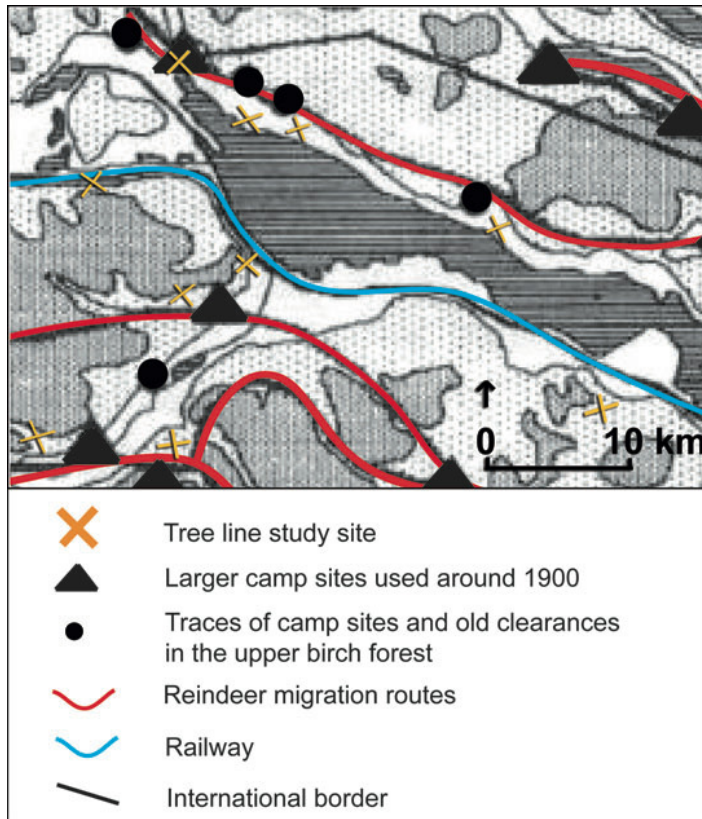 0 10 km
Tree line study site
Larger camp sites used around 1900
Traces of camp sites and old clearances
in the upper birch forest
Reindeer migration routes
Railway
International border